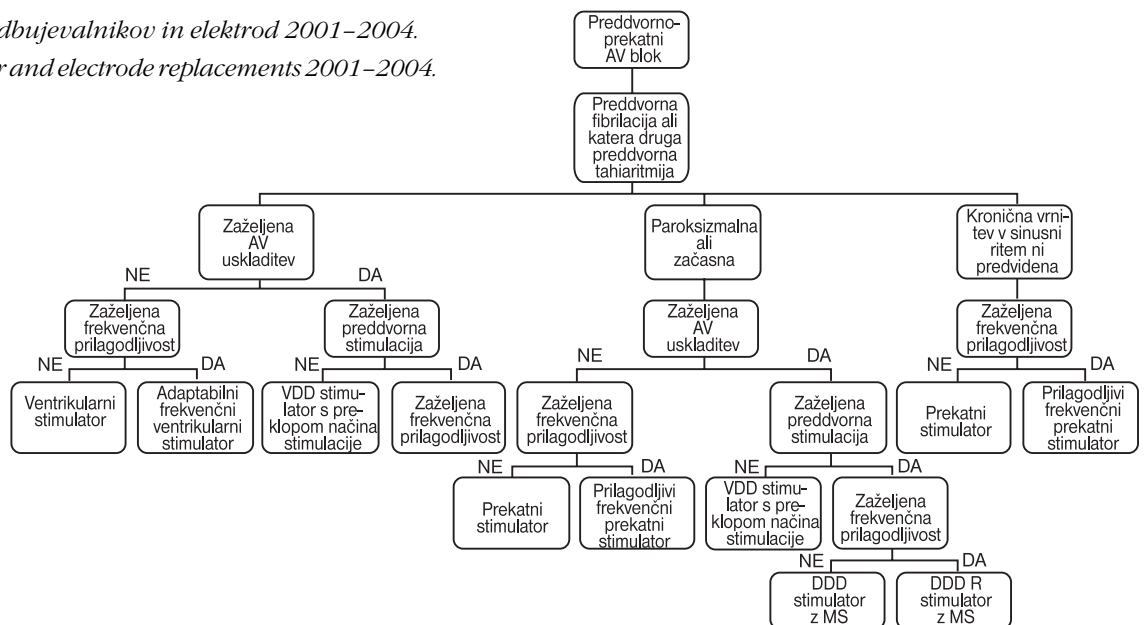 dbujevalnikov in elektrod 2001–2004.
r and electrode replacements 2001–2004.
Preddvorno-
prekatni
AV blok
Preddvorna
fibrilacija ali
katera druga
preddvorna
tahiaritmija
Zaželjena
AV
uskladitev
Paroksizmalna
ali
začasna
Kronična vrni-
tev v sinusni
ritem ni
predvidena
NE
DA
Zaželjena
frekvenčna
prilagodljivost
Zaželjena
preddvorna
stimulacija
Zaželjena
AV
uskladitev
Zaželjena
frekvenčna
prilagodljivost
NE
DA
NE
DA
NE
DA
NE
DA
Ventrikularni
stimulator
Adaptabilni
frekvenčni
ventrikularni
stimulator
VDD stimu-
lator s pre-
klopom načina
stimulacije
Zaželjena
frekvenčna
prilagodljivost
Zaželjena
frekvenčna
prilagodljivost
Zaželjena
preddvorna
stimulacija
Prekatni
stimulator
Prilagodljivi
frekvenčni
prekatni
stimulator
NE
DA
NE
DA
Prekatni
stimulator
Prilagodljivi
frekvenčni
prekatni
stimulator
VDD stimu-
lator s pre-
klopom načina
stimulacije
Zaželjena
frekvenčna
prilagodljivost
NE
DA
DDD
stimulator
z MS
DDD R
stimulator
z MS